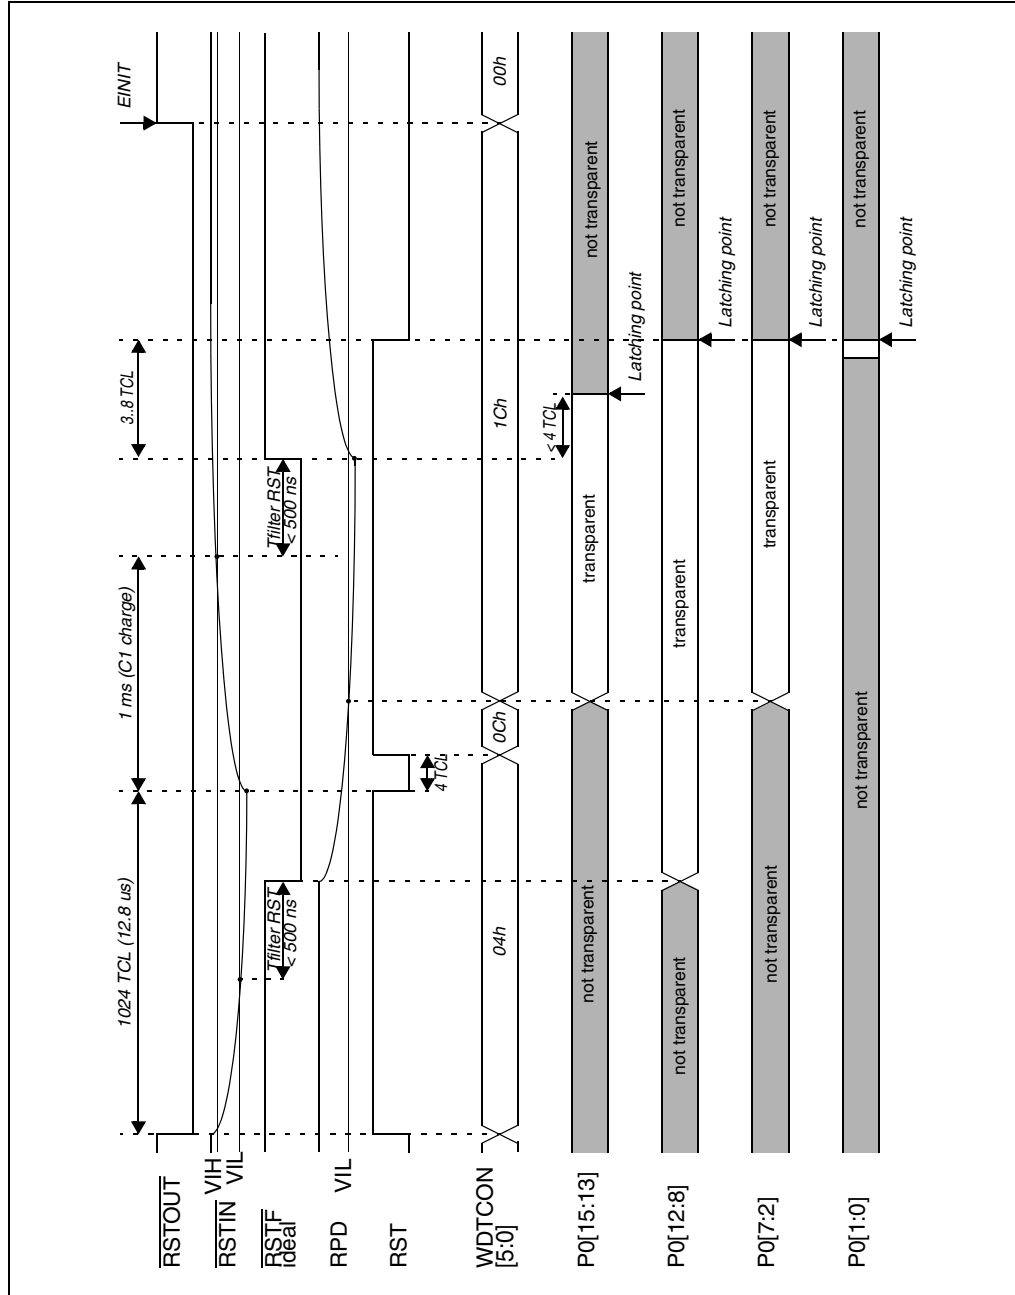 RSTOUT
EINIT
1024 TCL (12.8 us)
1 ms (C1 charge)
3..8 TCL
RSTIN
VIH
VIL
RSTF
ideal
Tfilter RST
< 500 ns
Tfilter RST
< 500 ns
RPD
VIL
RST
4 TCL
WDTCON
[5:0]
04h
0Ch
1Ch
00h
P0[15:13]
not transparent
transparent
not transparent
< 4 TCL
Latching point
P0[12:8]
not transparent
transparent
not transparent
Latching point
P0[7:2]
not transparent
transparent
not transparent
Latching point
P0[1:0]
not transparent
not transparent
Latching point